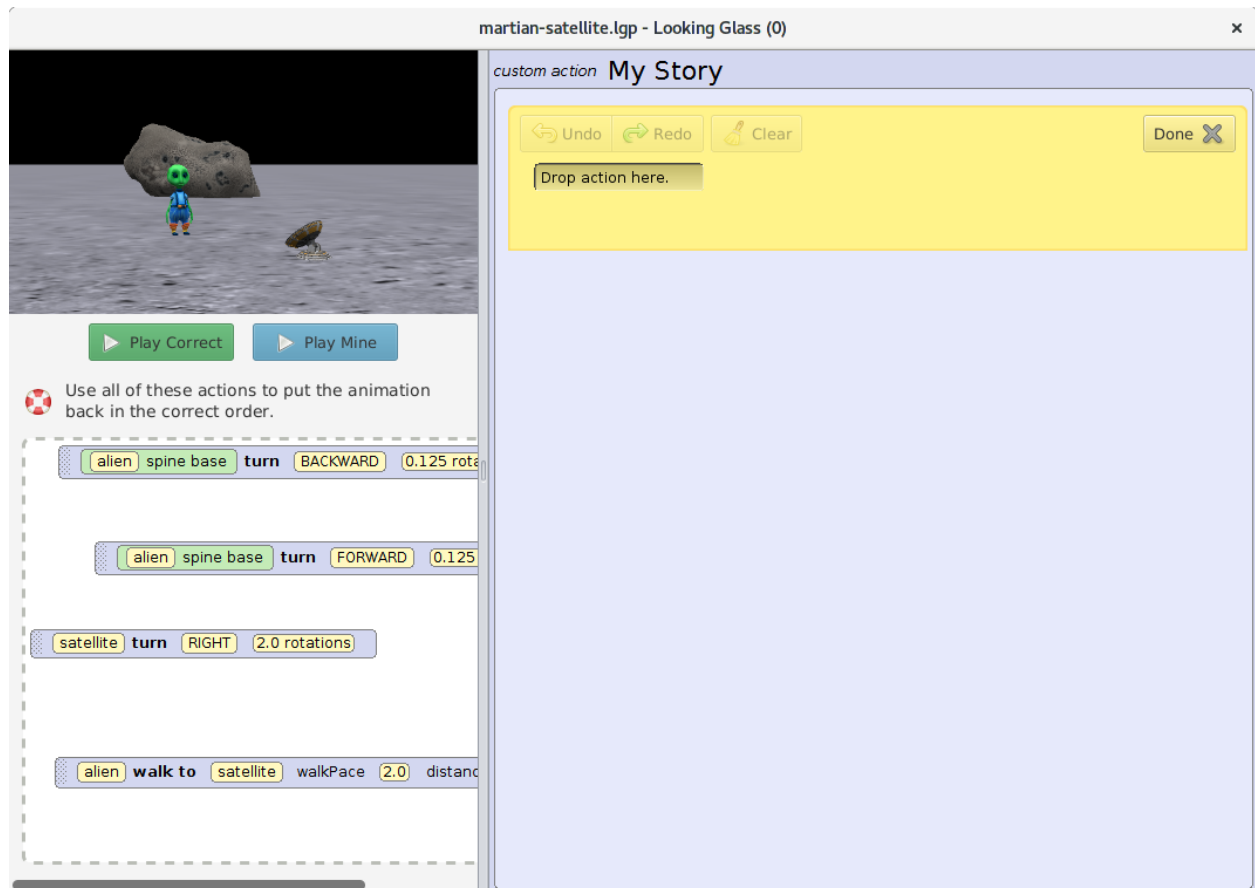 martian-satellite.lgp - Looking Glass (0)
custom action My Story
Undo Redo Clear Done
Drop action here.
Play Correct Play Mine
Use all of these actions to put the animation
back in the correct order.
alien spine base turn BACKWARD 0.125 rota
alien spine base turn FORWARD 0.125
satellite turn RIGHT 2.0 rotations
alien walk to satellite walkPace 2.0 distanc